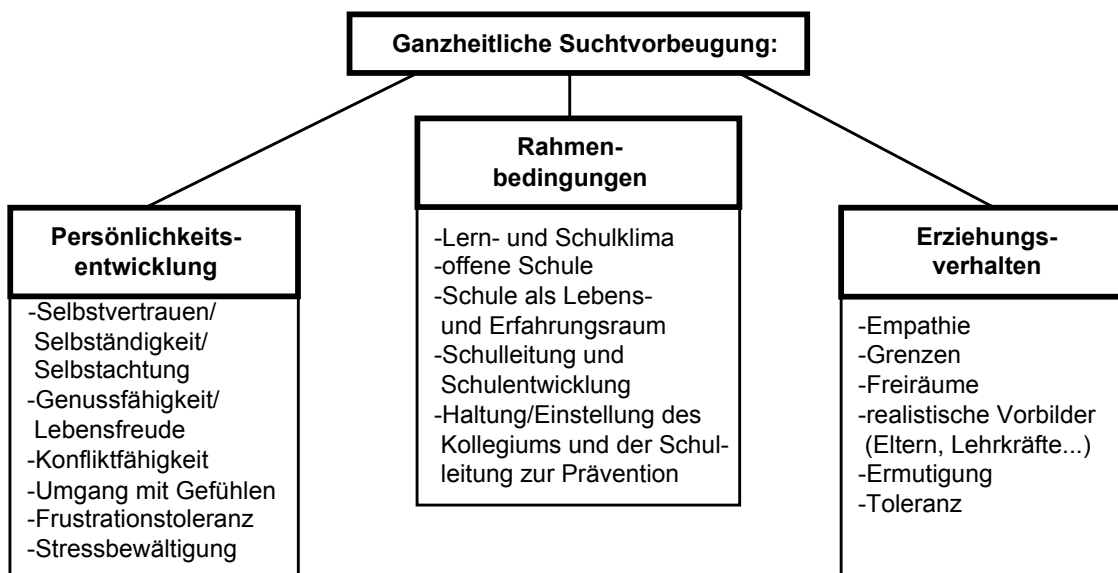 Ganzheitliche Suchtvorbeugung:
Persönlichkeits-
entwicklung
-Selbstvertrauen/
Selbständigkeit/
Selbstachtung
-Genussfähigkeit/
Lebensfreude
-Konfliktfähigkeit
-Umgang mit Gefühlen
-Frustrationstoleranz
-Stressbewältigung
Rahmen-
bedingungen
-Lern- und Schulklima
-offene Schule
-Schule als Lebens-
und Erfahrungsraum
-Schulleitung und
Schulentwicklung
-Haltung/Einstellung des
Kollegiums und der Schul-
leitung zur Prävention
Erziehungs-
verhalten
-Empathie
-Grenzen
-Freiräume
-realistische Vorbilder
(Eltern, Lehrkräfte...)
-Ermutigung
-Toleranz